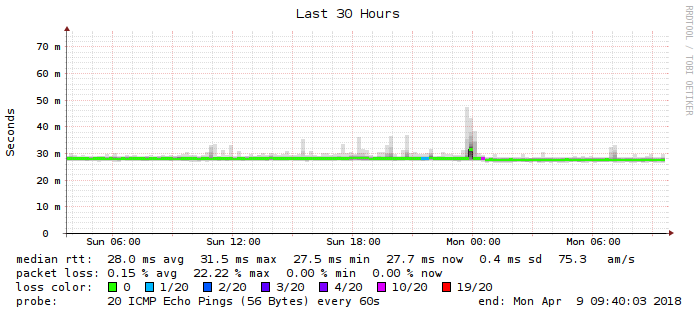 Last 30 Hours
RRDTOOL / TOBI OETIKER
Seconds
70 m
60 m
50 m
40 m
30 m
20 m
10 m
0
Sun 06:00 Sun 12:00 Sun 18:00 Mon 00:00 Mon 06:00
median rtt: 28.0 ms avg 31.5 ms max 27.5 ms min 27.7 ms now 0.4 ms sd 75.3 am/s
packet loss: 0.15 % avg 22.22 % max 0.00 % min 0.00 % now
loss color: 0 1/20 2/20 3/20 4/20 10/20 19/20
probe: 20 ICMP Echo Pings (56 Bytes) every 60s end: Mon Apr 9 09:40:03 2018